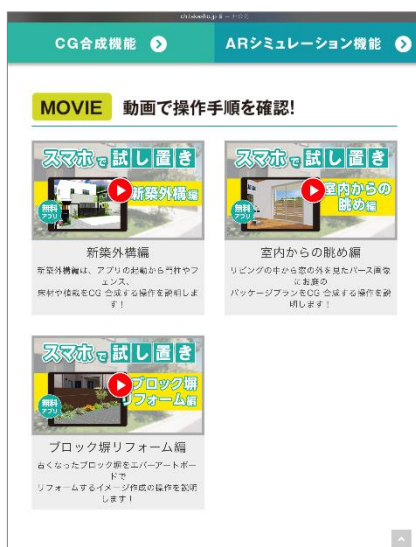 CG合成機能
ARシミュレーション機能
MOVIE 動画で操作手順を確認!
スマホで試し置き
新築外構編
無料
アプリ
新築外構編
新築外構編は、アプリの起動から門柱やフ
ェンス、
床材や植栽をCG 合成する操作を説明しま
す!
スマホで試し置き
室内からの
眺め編
無料
アプリ
室内からの眺め編
リビングの中から窓の外を見たパース画像
にお庭の
パッケージプランをCG 合成する操作を説
明します!
スマホで試し置き
ブロック塀
リフォーム編
無料
アプリ
ブロック塀リフォーム編
古くなったブロック塀をエバーアートボー
ドで
リフォームするイメージ作成の操作を説明
します!